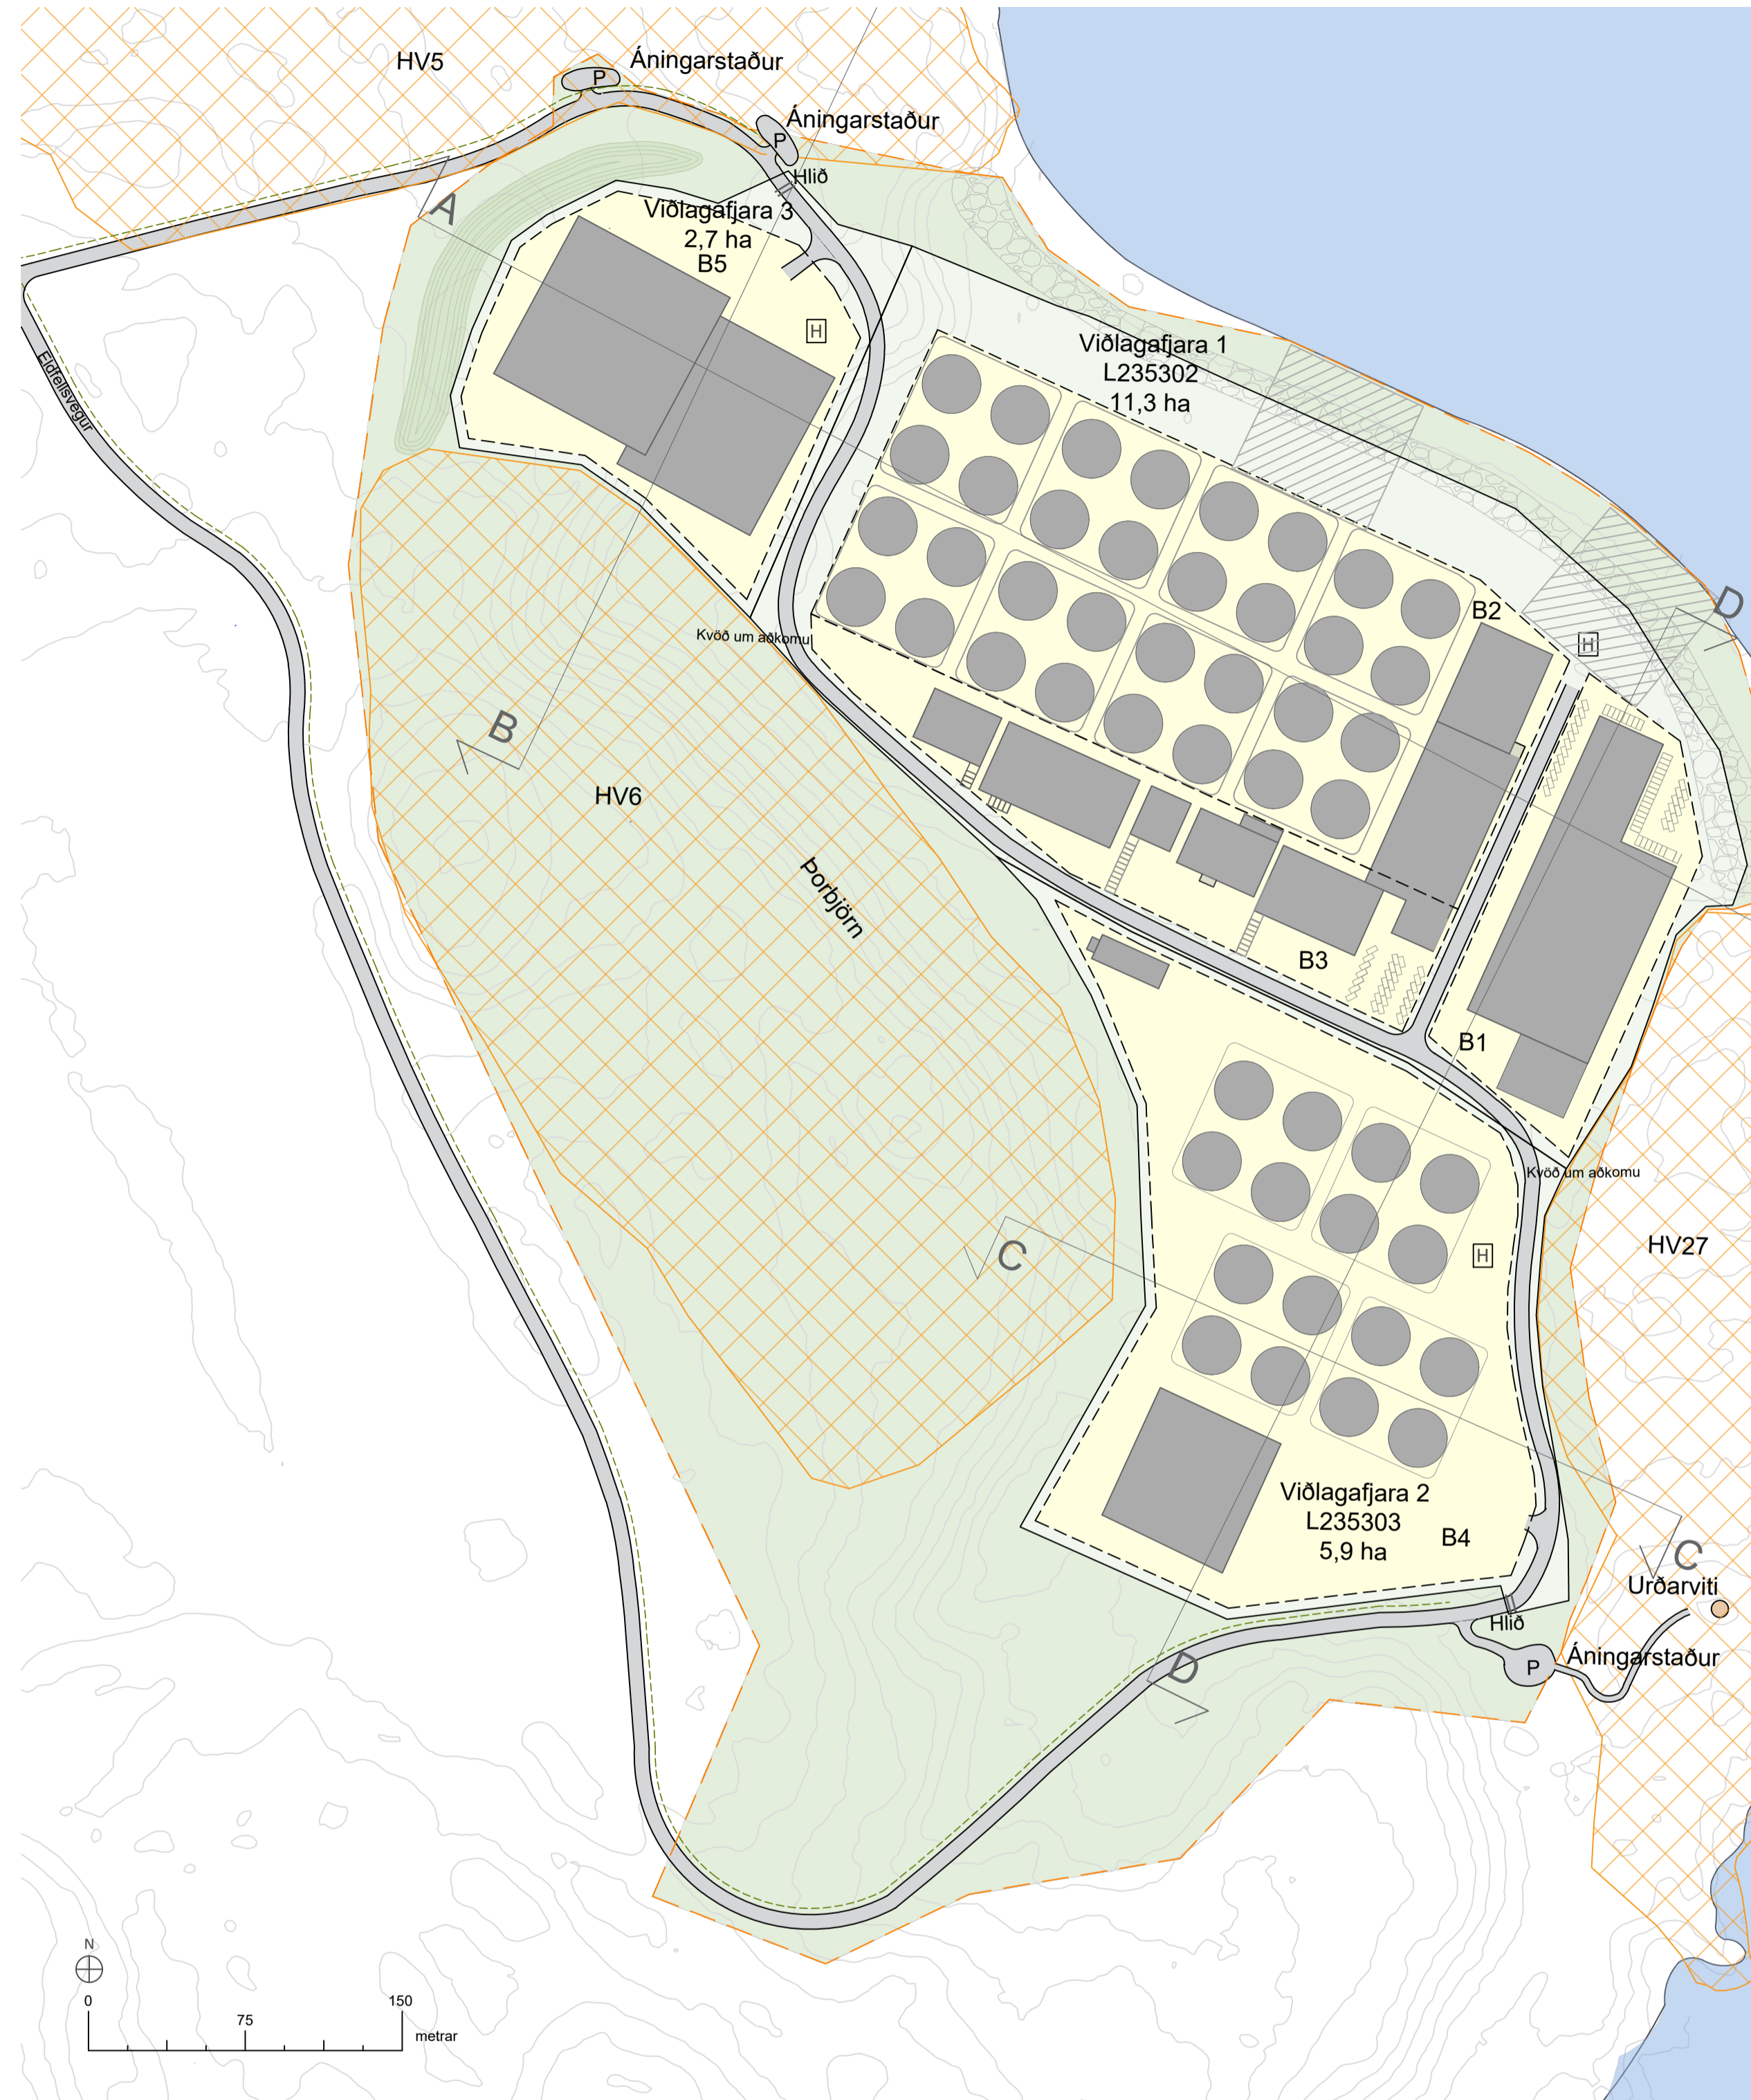 HV5
Áningarstaður
P
Áningarstaður
P
Hlið
A
Viðlagafjara 3
2,7 ha
B5
H
Eldfellsvegur
Viðlagafjara 1
L235302
11,3 ha
B2
D
H
Kvöð um aðkomu
B
HV6
Þorbjörn
B3
B1
Kvöð um aðkomu
C
H
HV27
Viðlagafjara 2
L235303
5,9 ha
B4
C
Urðarviti
Hlið
Áningarstaður
P
D
N
0
75
150
metrar